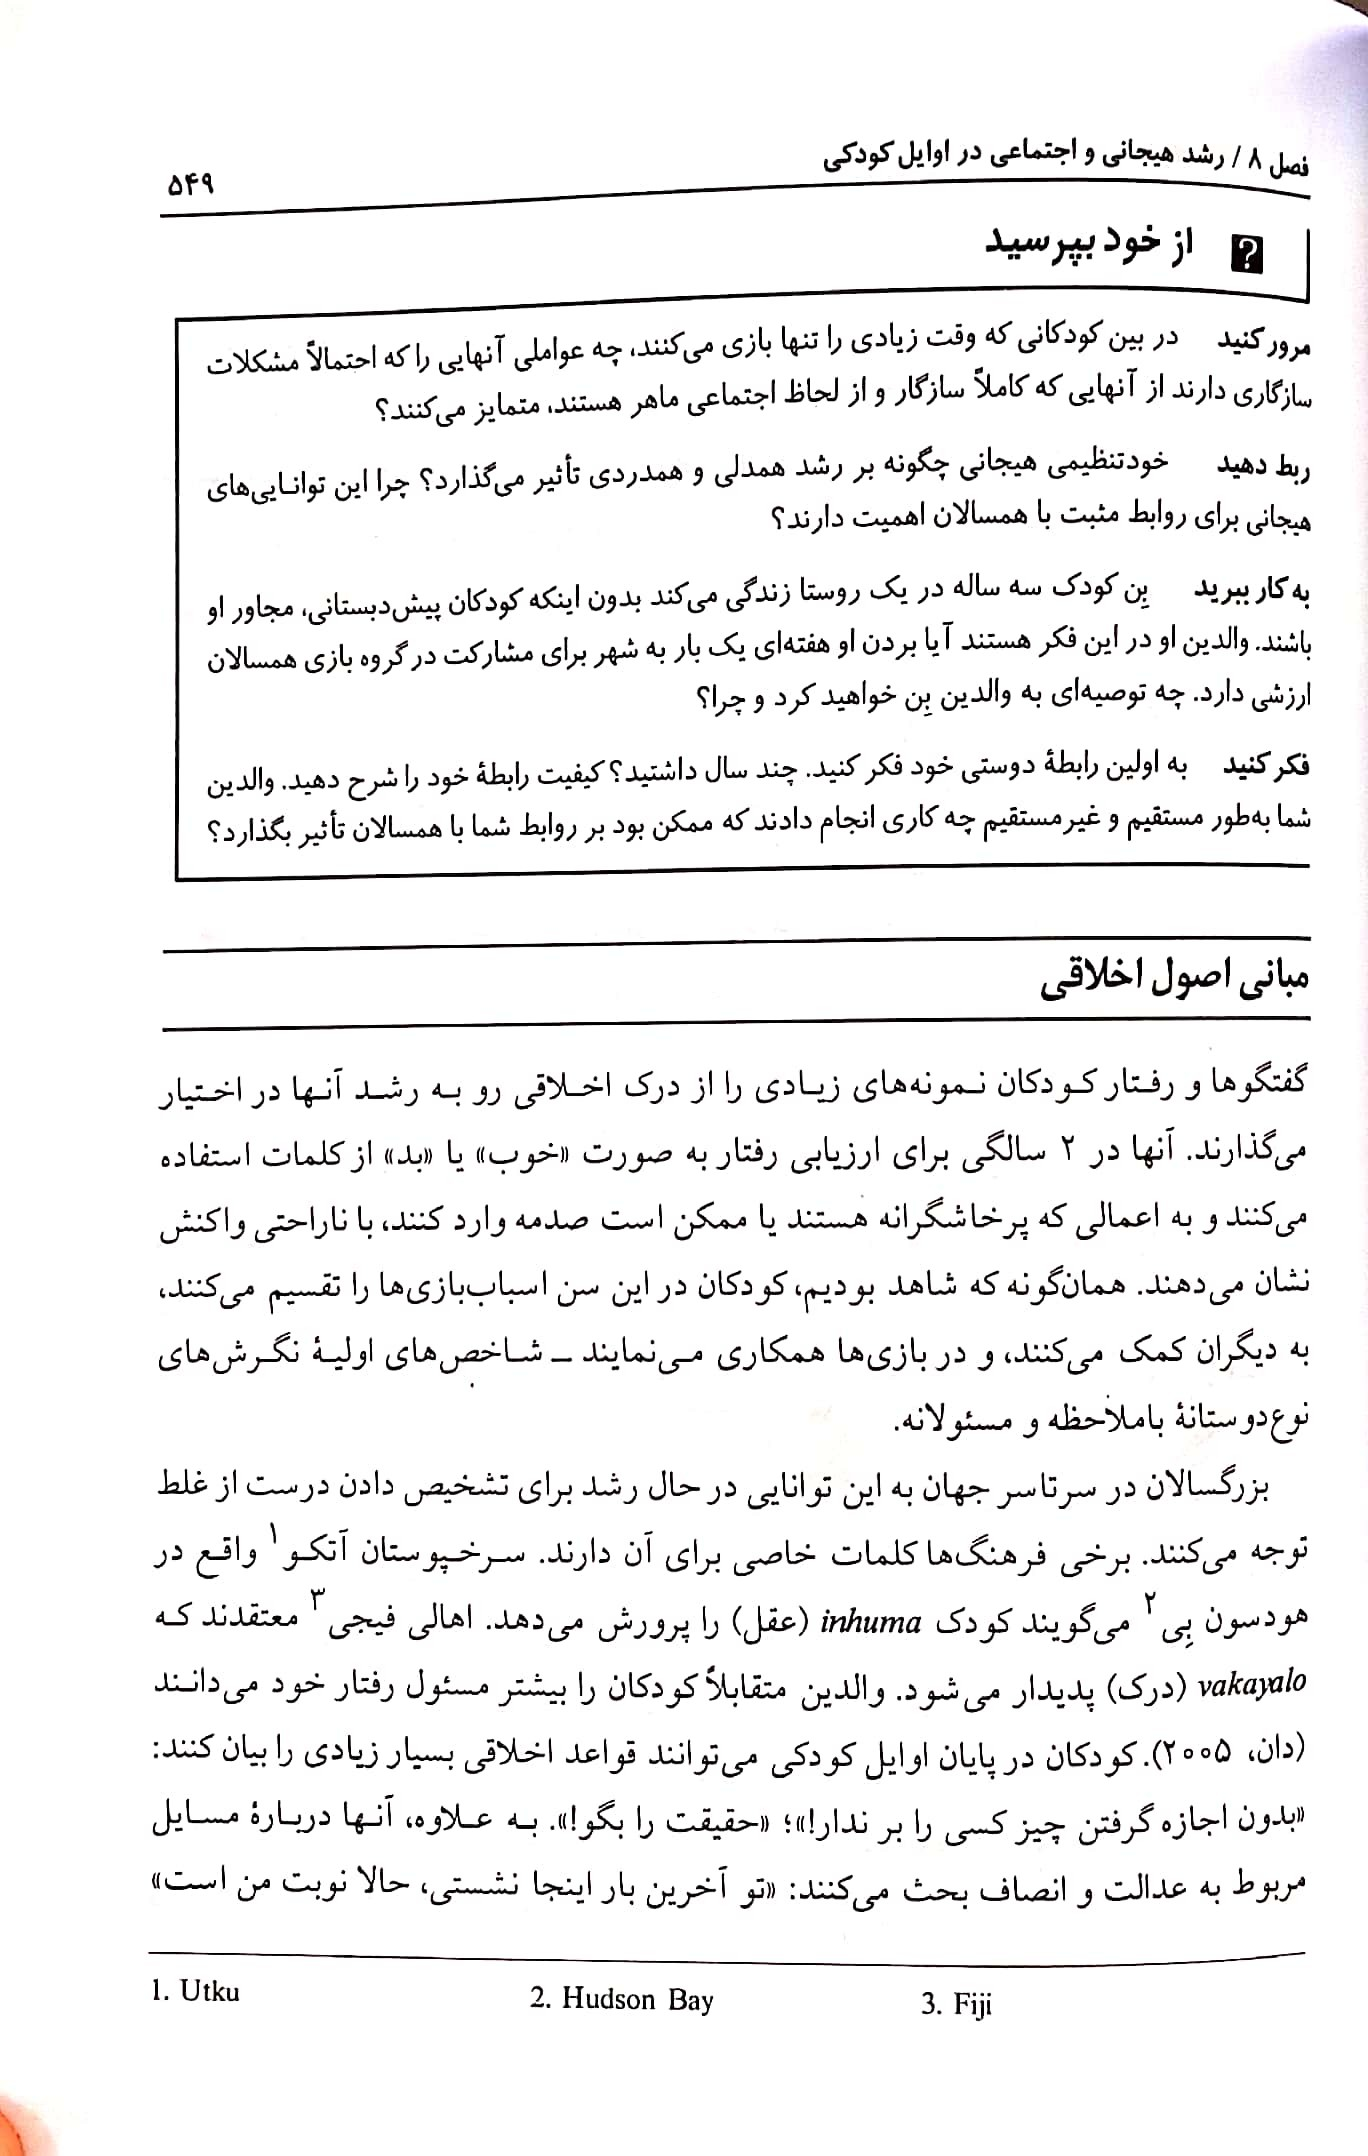 فصل ۸ / رشد هیجانی و اجتماعی در اوایل کودکی
۵۴۹
? از خود بپرسید
مرور کنید در بین کودکانی که وقت زیادی را تنها بازی می‌کنند، چه عواملی آنهایی را که احتمالاً مشکلات
سازگاری دارند از آنهایی که کاملاً سازگار و از لحاظ اجتماعی ماهر هستند، متمایز می‌کنند؟
ربط دهید خودتنظیمی هیجانی چگونه بر رشد همدلی و همدردی تأثیر می‌گذارد؟ چرا این توانایی‌های
هیجانی برای روابط مثبت با همسالان اهمیت دارند؟
به کار ببرید بِن کودک سه ساله در یک روستا زندگی می‌کند بدون اینکه کودکان پیش‌دبستانی، مجاور او
باشند. والدین او در این فکر هستند آیا بردن او هفته‌ای یک بار به شهر برای مشارکت در گروه بازی همسالان
ارزشی دارد. چه توصیه‌ای به والدین بِن خواهید کرد و چرا؟
فکر کنید به اولین رابطهٔ دوستی خود فکر کنید. چند سال داشتید؟ کیفیت رابطهٔ خود را شرح دهید. والدین
شما به‌طور مستقیم و غیرمستقیم چه کاری انجام دادند که ممکن بود بر روابط شما با همسالان تأثیر بگذارد؟
مبانی اصول اخلاقی
گفتگوها و رفتار کودکان نمونه‌های زیادی را از درک اخلاقی رو به رشد آنها در اختیار
می‌گذارند. آنها در ۲ سالگی برای ارزیابی رفتار به صورت «خوب» یا «بد» از کلمات استفاده
می‌کنند و به اعمالی که پرخاشگرانه هستند یا ممکن است صدمه وارد کنند، با ناراحتی واکنش
نشان می‌دهند. همان‌گونه که شاهد بودیم، کودکان در این سن اسباب‌بازی‌ها را تقسیم می‌کنند،
به دیگران کمک می‌کنند، و در بازی‌ها همکاری می‌نمایند ـ شاخص‌های اولیهٔ نگرش‌های
نوع‌دوستانهٔ باملاحظه و مسئولانه.
بزرگسالان در سرتاسر جهان به این توانایی در حال رشد برای تشخیص دادن درست از غلط
توجه می‌کنند. برخی فرهنگ‌ها کلمات خاصی برای آن دارند. سرخپوستان آتکو۱ واقع در
هودسون بِی۲ می‌گویند کودک inhuma (عقل) را پرورش می‌دهد. اهالی فیجی۳ معتقدند که
vakayalo (درک) پدیدار می‌شود. والدین متقابلاً کودکان را بیشتر مسئول رفتار خود می‌دانند
(دان، ۲۰۰۵). کودکان در پایان اوایل کودکی می‌توانند قواعد اخلاقی بسیار زیادی را بیان کنند:
«بدون اجازه گرفتن چیز کسی را بر ندار!»؛ «حقیقت را بگو!». به علاوه، آنها دربارهٔ مسایل
مربوط به عدالت و انصاف بحث می‌کنند: «تو آخرین بار اینجا نشستی، حالا نوبت من است»
1. Utku 2. Hudson Bay 3. Fiji